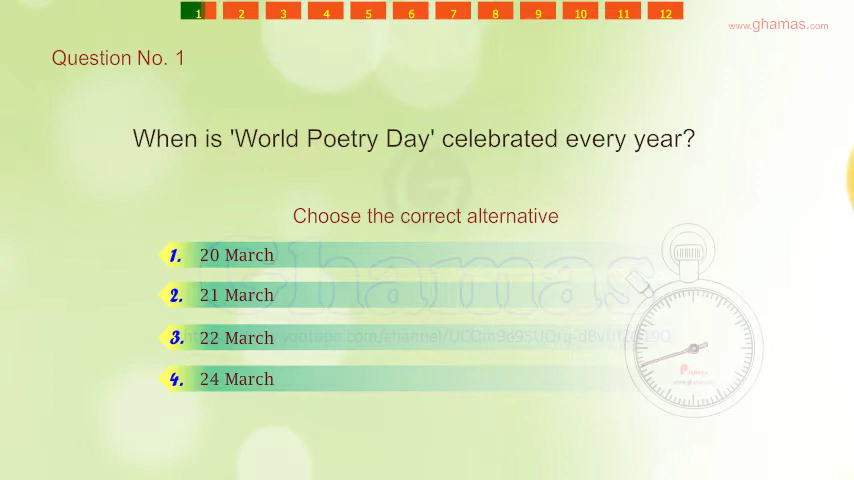 1 2 3 4 5 6 7 8 9 10 11 12
www.ghamas.com
Question No. 1
When is 'World Poetry Day' celebrated every year?
Choose the correct alternative
Ghamas
1. 20 March
2. 21 March
3. 22 March
4. 24 March